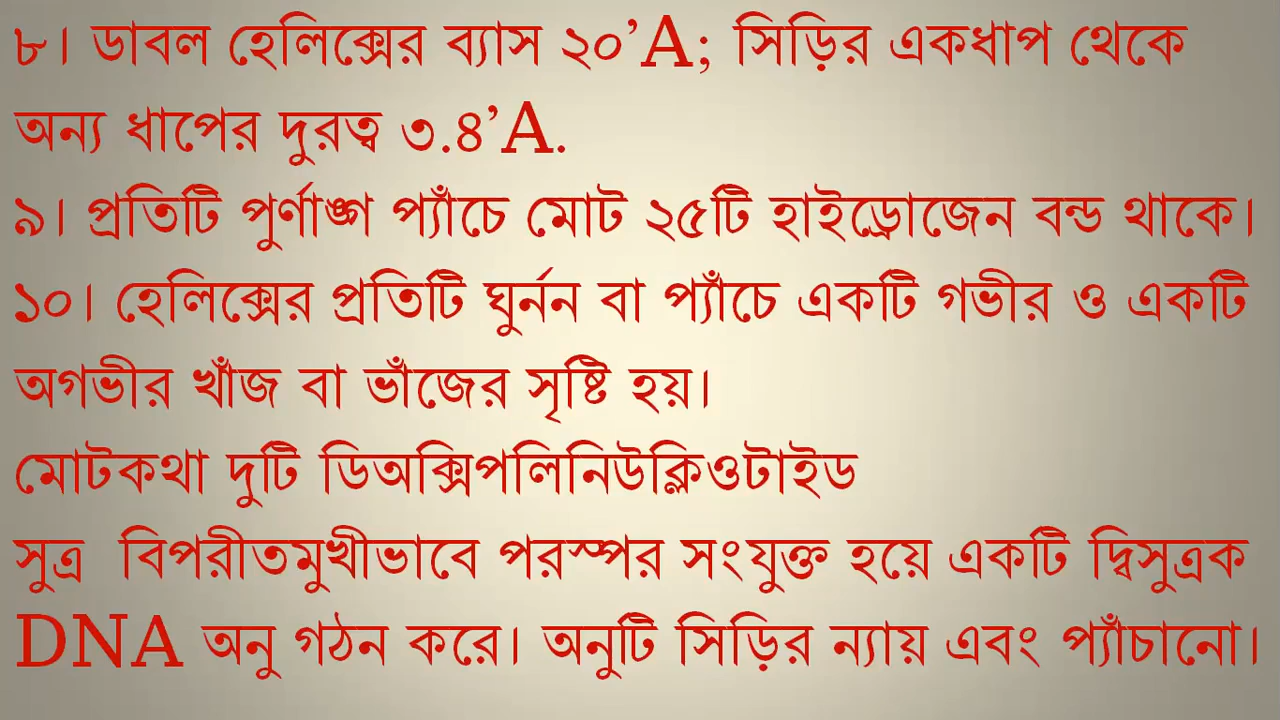 ৮। ডাবল হেলিক্সের ব্যাস ২০’A; সিড়ির একধাপ থেকে
অন্য ধাপের দুরত্ব ৩.৪’A.
৯। প্রতিটি পুর্ণাঙ্গ প্যাঁচে মোট ২৫টি হাইড্রোজেন বন্ড থাকে।
১০। হেলিক্সের প্রতিটি ঘুর্নন বা প্যাঁচে একটি গভীর ও একটি
অগভীর খাঁজ বা ভাঁজের সৃষ্টি হয়।
মোটকথা দুটি ডিঅক্সিপলিনিউক্লিওটাইড
সুত্র বিপরীতমুখীভাবে পরস্পর সংযুক্ত হয়ে একটি দ্বিসুত্রক
DNA অনু গঠন করে। অনুটি সিড়ির ন্যায় এবং প্যাঁচানো।